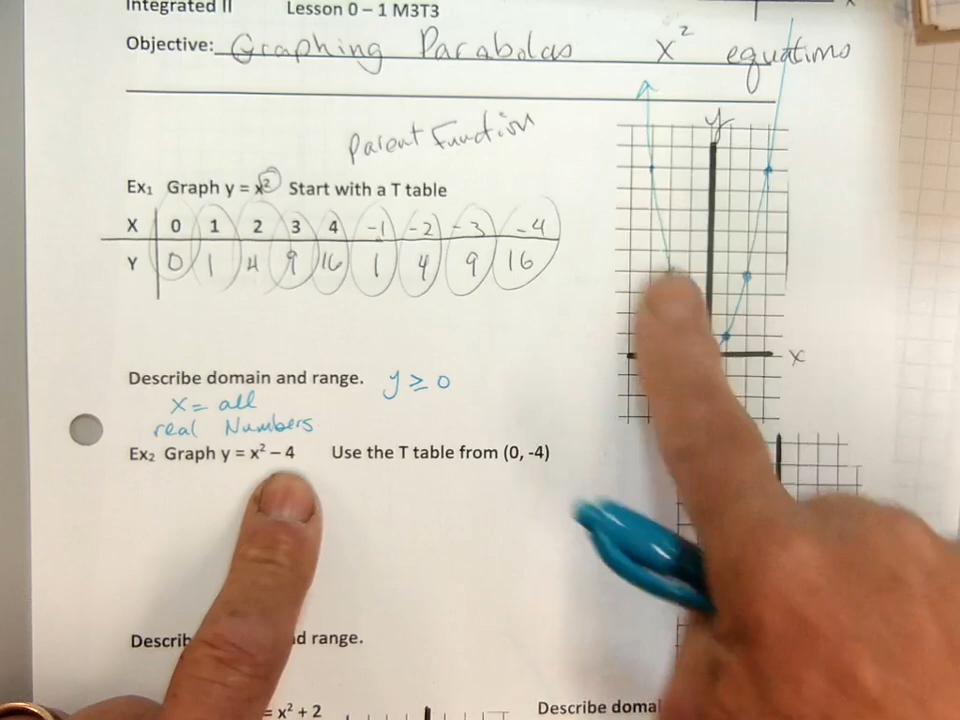 Integrated II Lesson 0 – 1 M3T3
Objective: Graphing Parabolas x² equations
y
Parent Function
Ex₁ Graph y = x² Start with a T table
X 0 1 2 3 4 -1 -2 -3 -4
Y 0 1 4 9 16 1 4 9 16
x
Describe domain and range. y ≥ 0
x = all
real Numbers
Ex₂ Graph y = x² – 4 Use the T table from (0, -4)
range.
= x² + 2 Describe